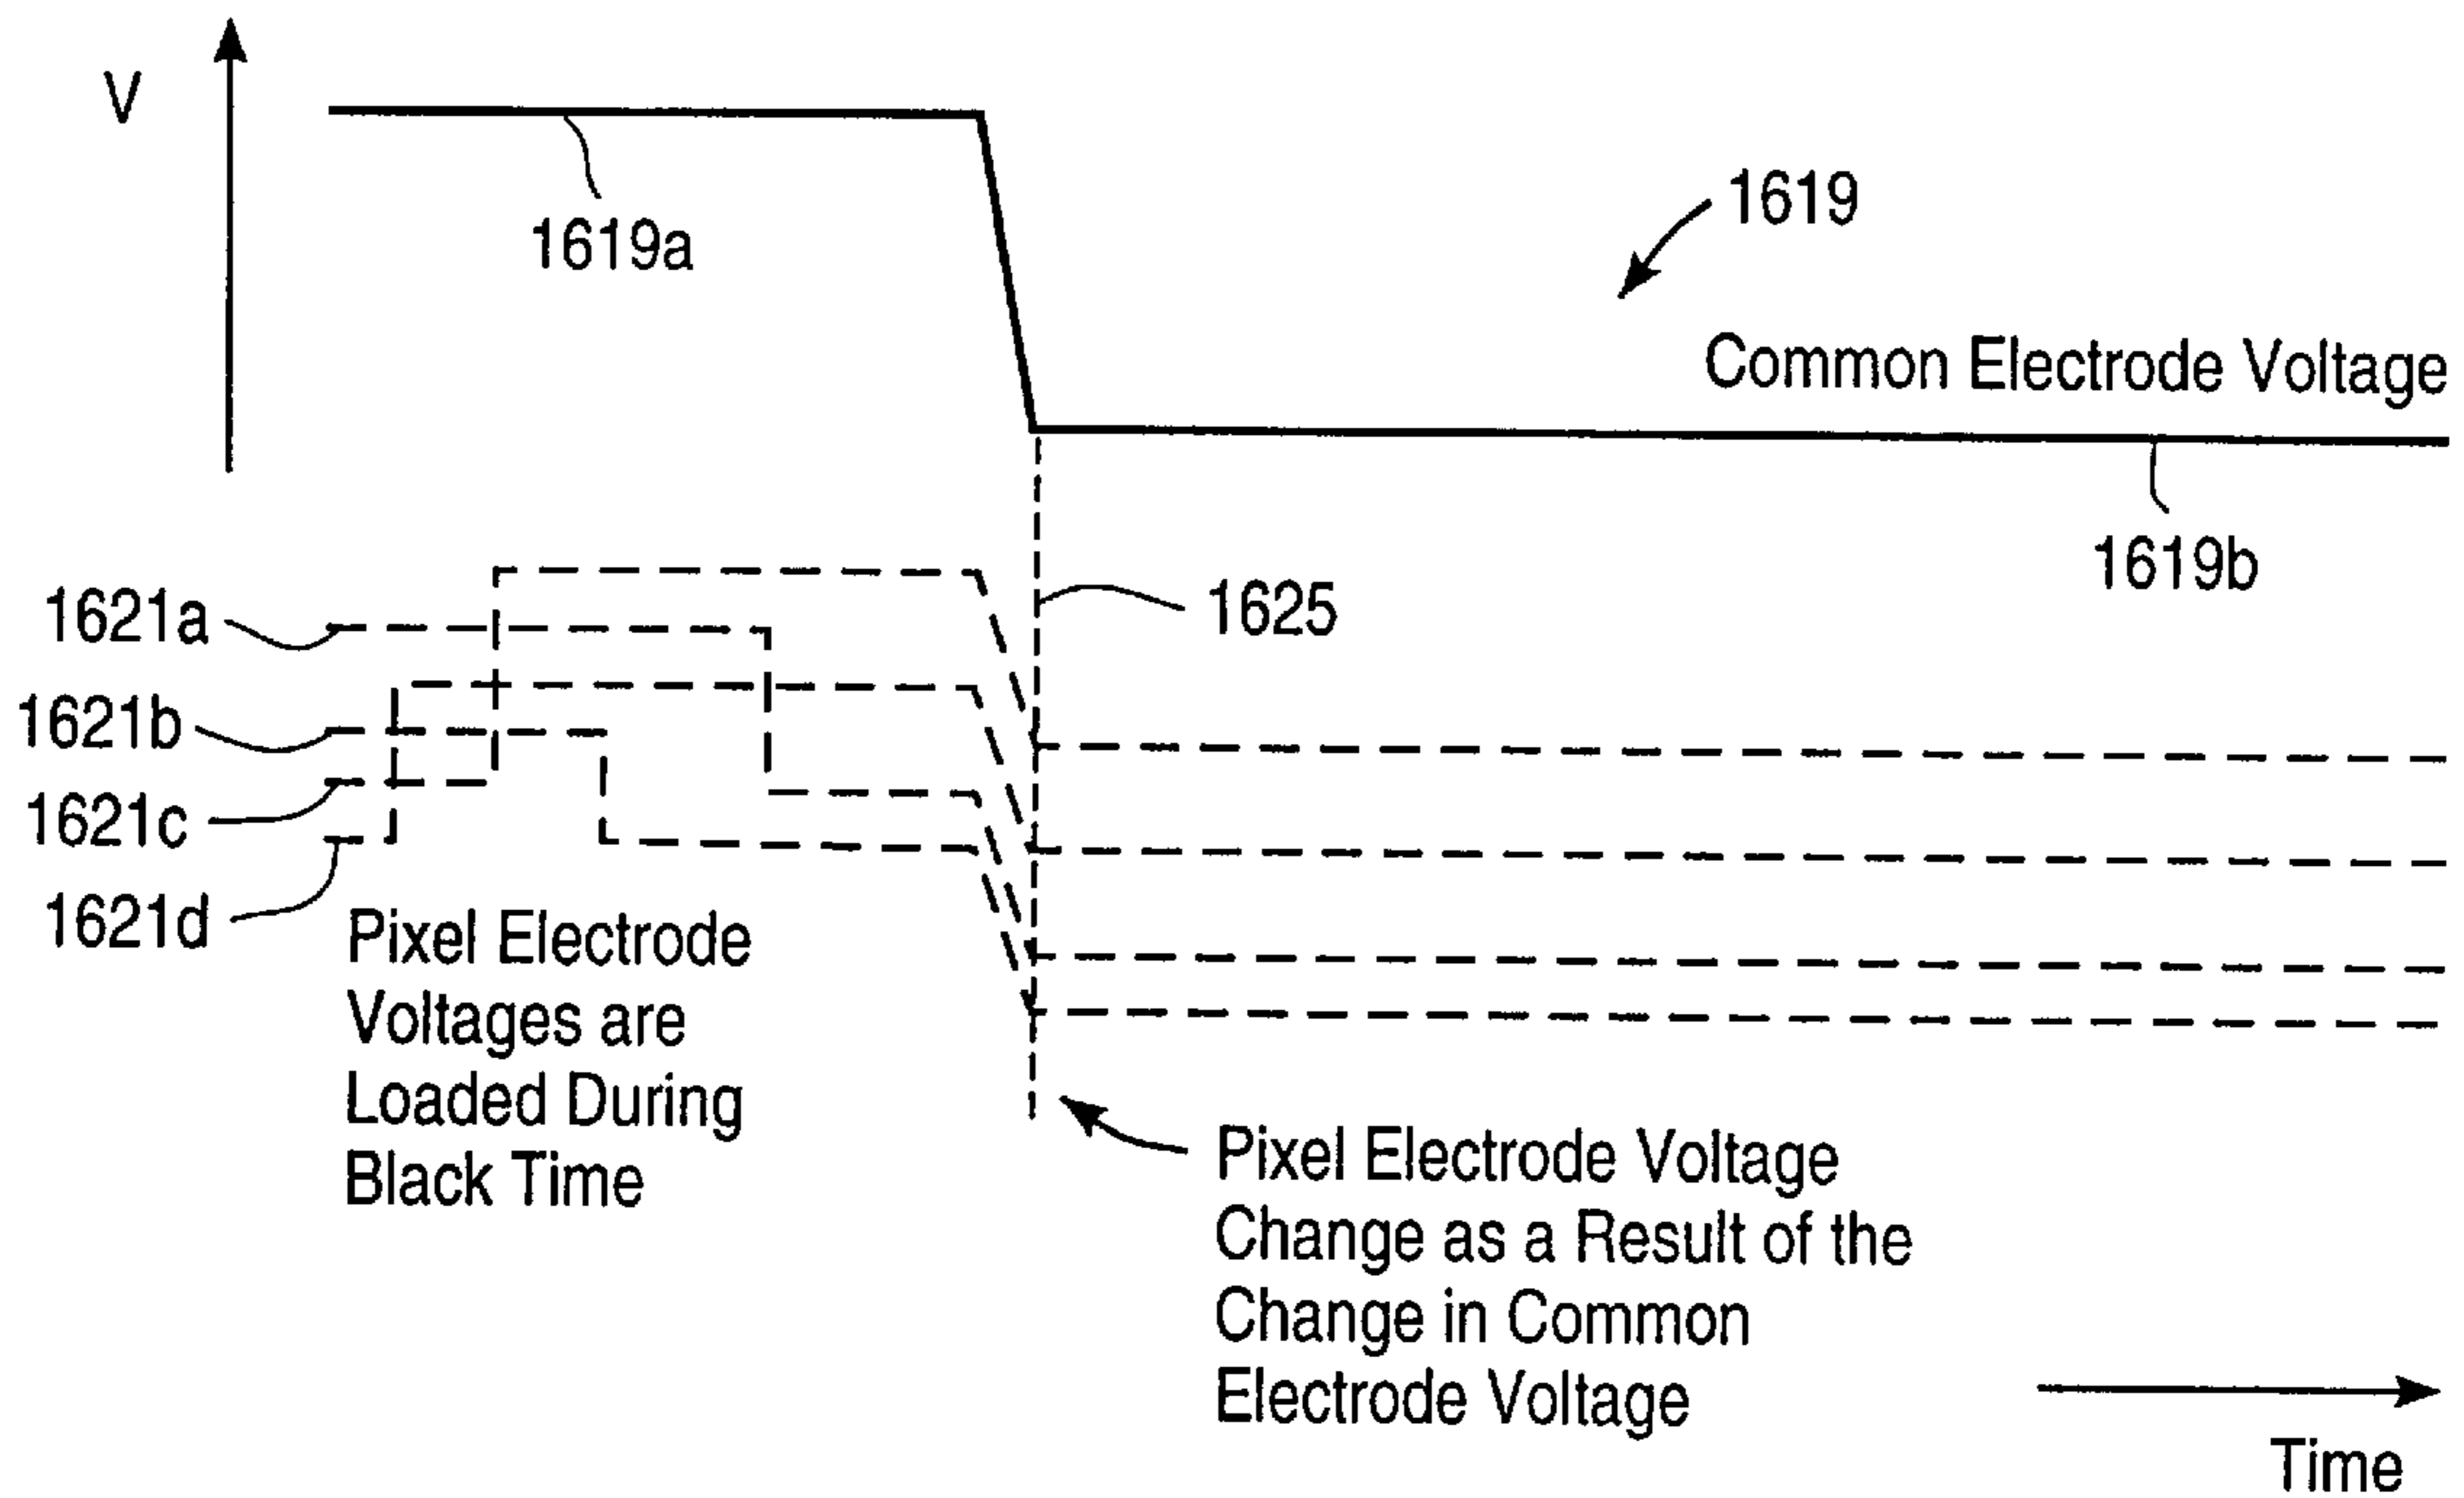 V
1619a
1619
Common Electrode Voltage
1619b
1621a
1625
1621b
1621c
1621d
Pixel Electrode
Voltages are
Loaded During
Black Time
Pixel Electrode Voltage
Change as a Result of the
Change in Common
Electrode Voltage
Time